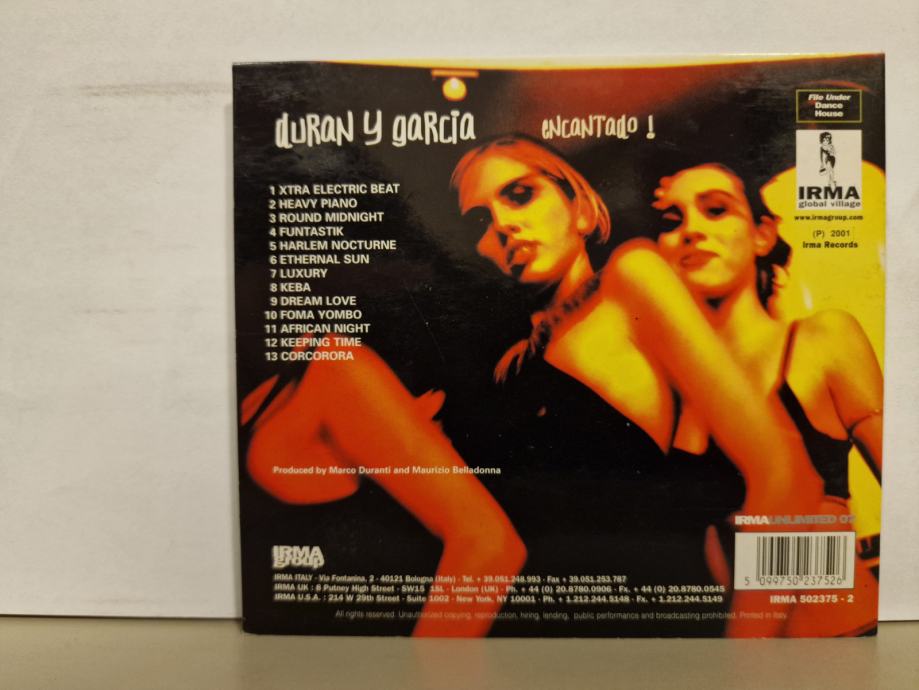 DURAN Y GARCIA
ENCANTADO !
File Under
Dance
House
IRMA
global village
www.irmagroup.com
(P) 2001
Irma Records
1 XTRA ELECTRIC BEAT
2 HEAVY PIANO
3 ROUND MIDNIGHT
4 FUNTASTIK
5 HARLEM NOCTURNE
6 ETHERNAL SUN
7 LUXURY
8 KEBA
9 DREAM LOVE
10 FOMA YOMBO
11 AFRICAN NIGHT
12 KEEPING TIME
13 CORCORORA
Produced by Marco Duranti and Maurizio Belladonna
IRMAUNLIMITED 07
IRMA
group
IRMA ITALY - Via Fontanina, 2 - 40121 Bologna (Italy) - Tel. + 39.051.248.993 - Fax + 39.051.253.787
IRMA UK : 8 Putney High Street - SW15 1SL - London (UK) - Ph. + 44 (0) 20.8780.0906 - Fx. + 44 (0) 20.8780.0545
IRMA U.S.A. : 214 W 29th Street - Suite 1002 - New York, NY 10001 - Ph. + 1.212.244.5148 - Fx. + 1.212.244.5149
5 099750 237526
IRMA 502375 - 2
All rights reserved. Unauthorized copying, reproduction, hiring, lending, public performance and broadcasting prohibited. Printed in Italy.